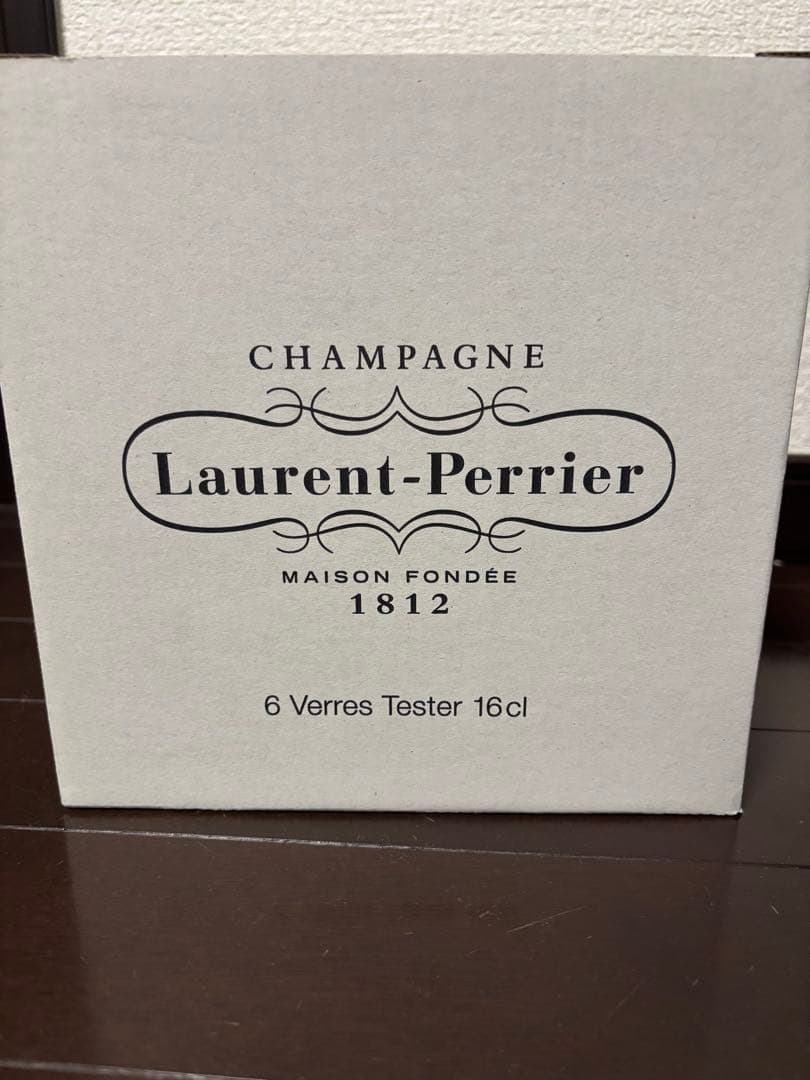 CHAMPAGNE
Laurent-Perrier
MAISON FONDÉE
1812
6 Verres Tester 16cl